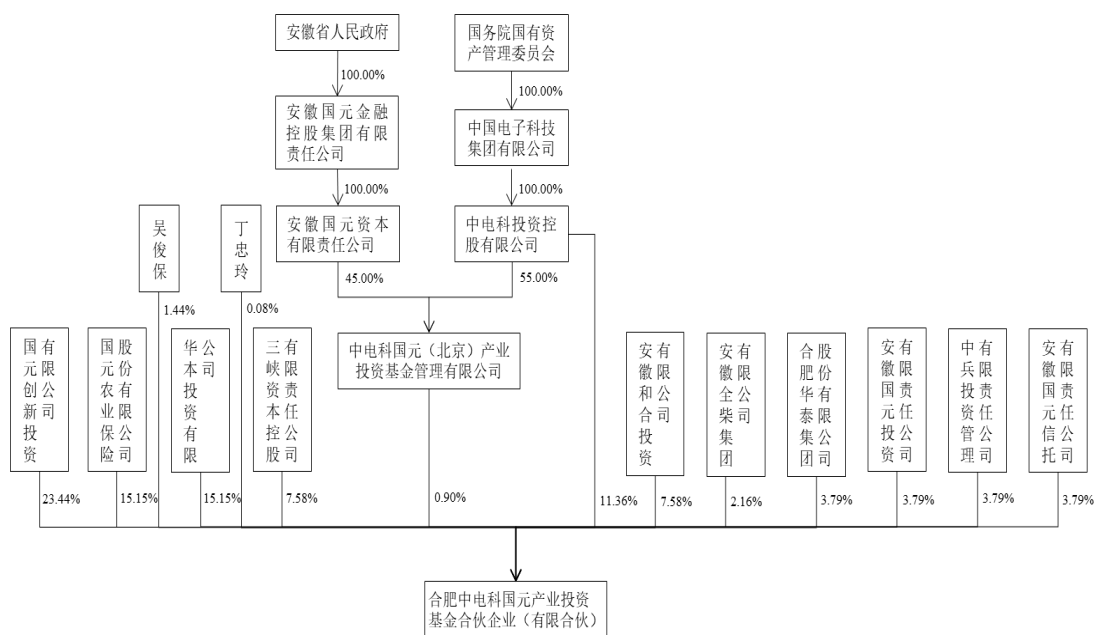 安徽省人民政府
国务院国有资
产管理委员会
100.00%
100.00%
安徽国元金融
控股集团有限
责任公司
中国电子科技
集团有限公司
100.00%
100.00%
吴俊保
丁忠玲
安徽国元资本
有限责任公司
中电科投资控
股有限公司
45.00%
55.00%
1.44%
0.08%
国元创新投资
有限公司
国元农业保险
股份有限公司
华本投资有限
公司
三峡资本控股
有限责任公司
中电科国元（北京）产业
投资基金管理有限公司
安徽和合投资
有限公司
安徽全柴集团
有限公司
合肥华泰集团
股份有限公司
安徽国元投资
有限责任公司
中兵投资管理
有限责任公司
安徽国元信托
有限责任公司
23.44%
15.15%
15.15%
7.58%
0.90%
11.36%
7.58%
2.16%
3.79%
3.79%
3.79%
3.79%
合肥中电科国元产业投资
基金合伙企业（有限合伙）